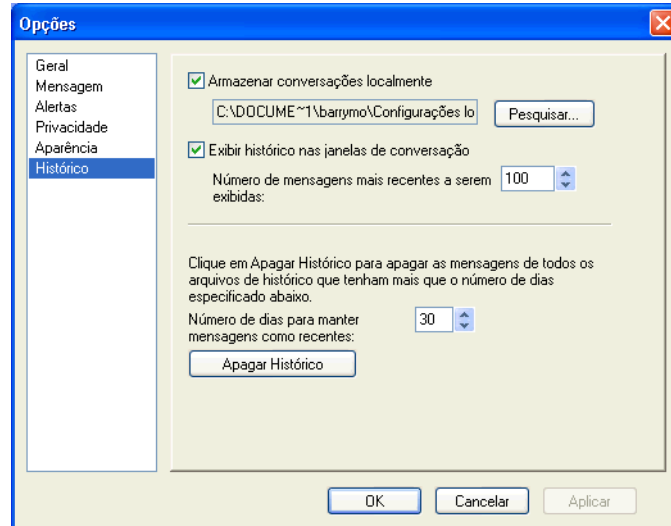 Opções
Geral
Mensagem
Alertas
Privacidade
Aparência
Histórico
Armazenar conversações localmente
C:\DOCUME~1\barrymo\Configurações lo
Pesquisar...
Exibir histórico nas janelas de conversação
Número de mensagens mais recentes a serem
exibidas:
100
Clique em Apagar Histórico para apagar as mensagens de todos os
arquivos de histórico que tenham mais que o número de dias
especificado abaixo.
Número de dias para manter
mensagens como recentes:
30
Apagar Histórico
OK
Cancelar
Aplicar